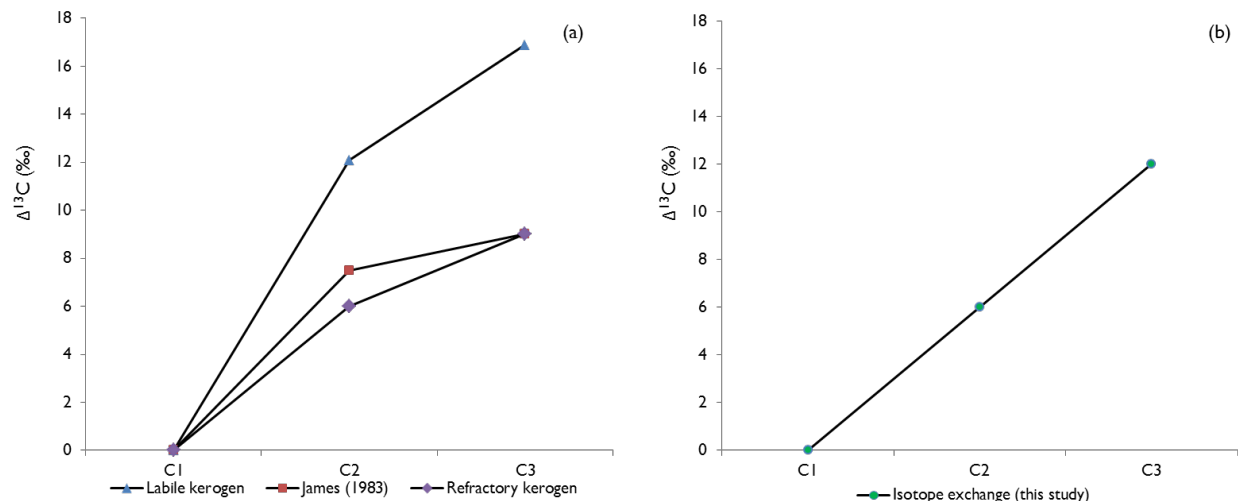 (a)
18
16
14
12
10
8
6
4
2
0
Δ¹³C (‰)
C1 C2 C3
Labile kerogen James (1983) Refractory kerogen
(b)
18
16
14
12
10
8
6
4
2
0
Δ¹³C (‰)
C1 C2 C3
Isotope exchange (this study)